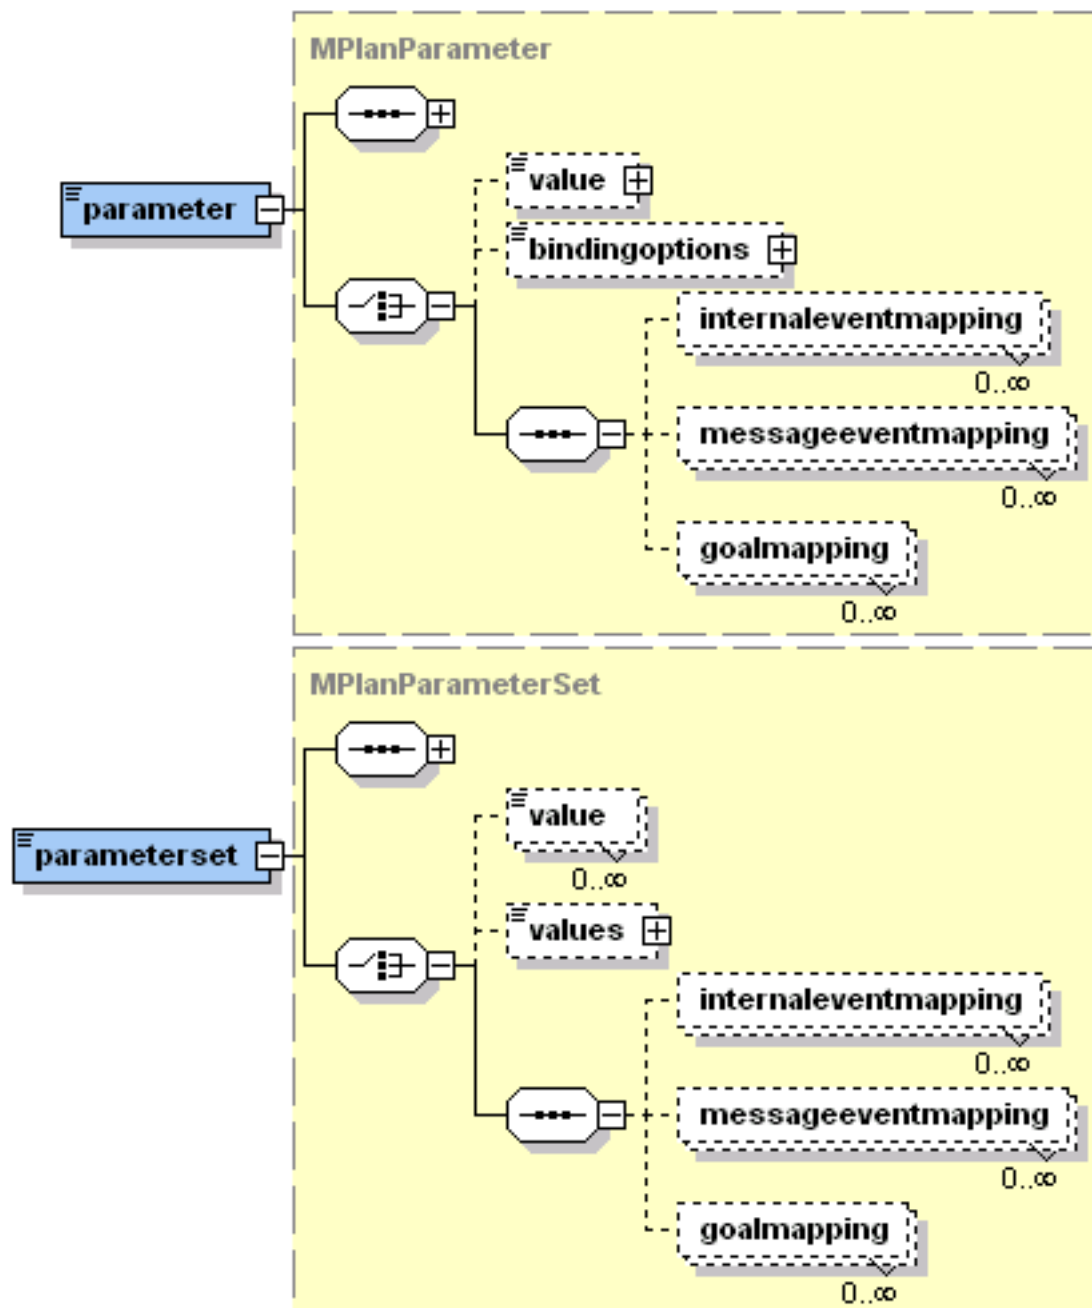 MPlanParameter
parameter
value
bindingoptions
internaleventmapping
0..∞
messageeventmapping
0..∞
goalmapping
0..∞
MPlanParameterSet
parameterset
value
0..∞
values
internaleventmapping
0..∞
messageeventmapping
0..∞
goalmapping
0..∞